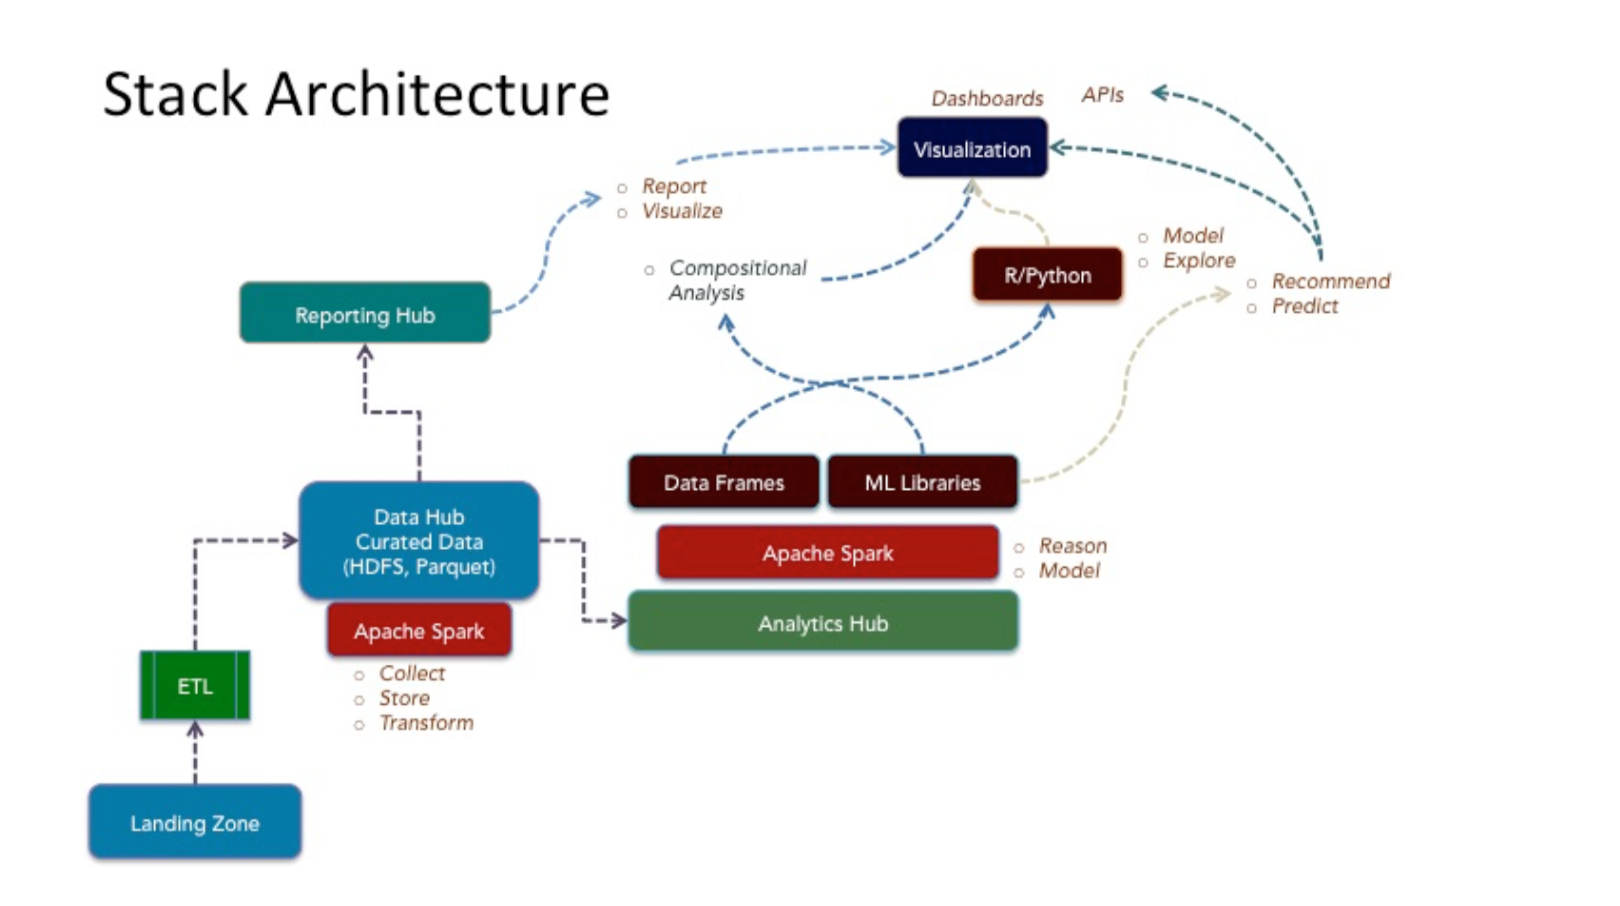 Stack Architecture
Dashboards
APIs
Visualization
Report
Visualize
Model
Explore
Compositional
Analysis
R/Python
Recommend
Predict
Reporting Hub
Data Frames
ML Libraries
Data Hub
Curated Data
(HDFS, Parquet)
Apache Spark
Reason
Model
Analytics Hub
Apache Spark
Collect
Store
Transform
ETL
Landing Zone